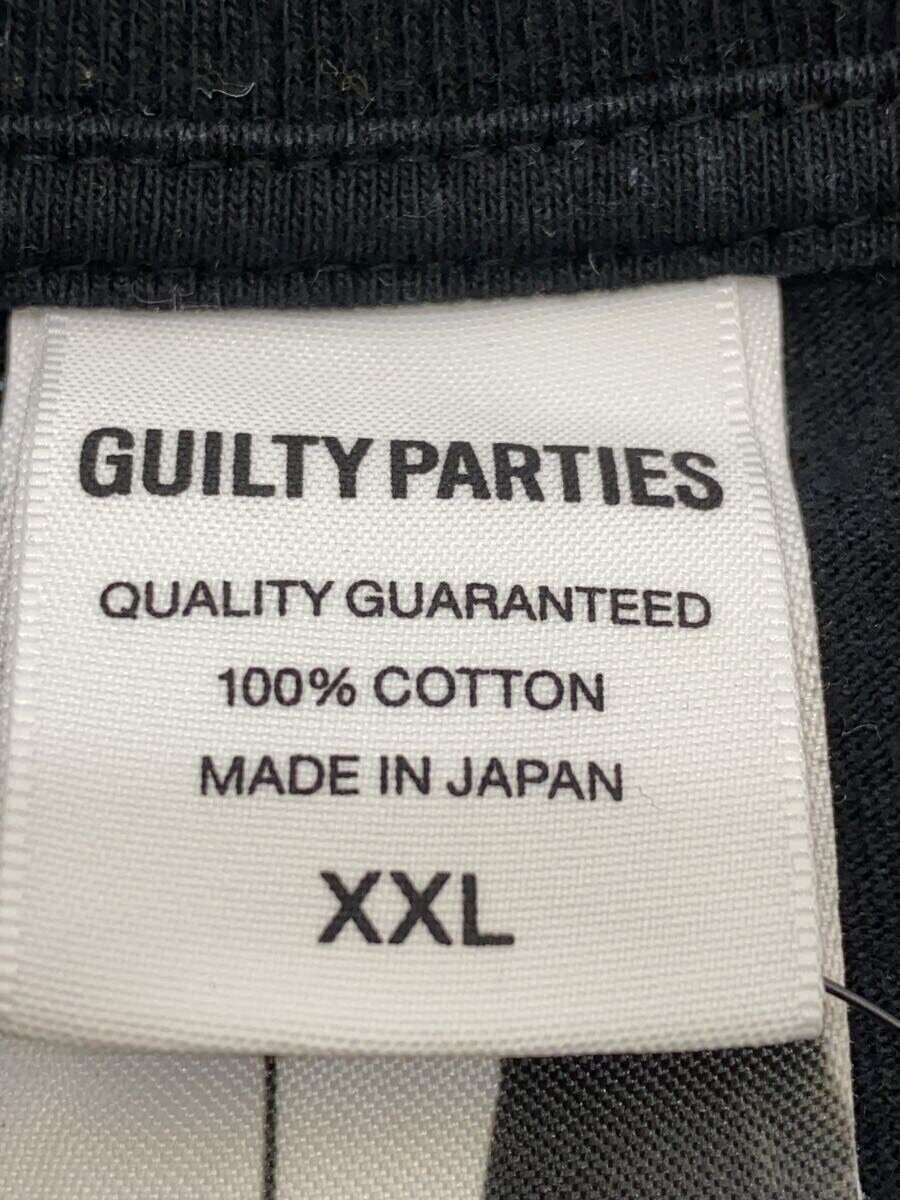 GUILTY PARTIES
QUALITY GUARANTEED
100% COTTON
MADE IN JAPAN
XXL